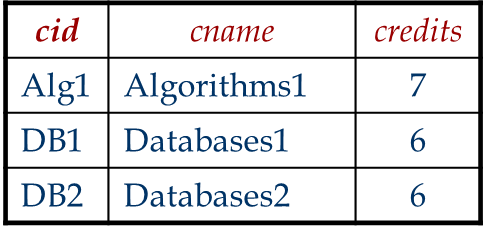 cid cname credits
Alg1 Algorithms1 7
DB1 Databases1 6
DB2 Databases2 6